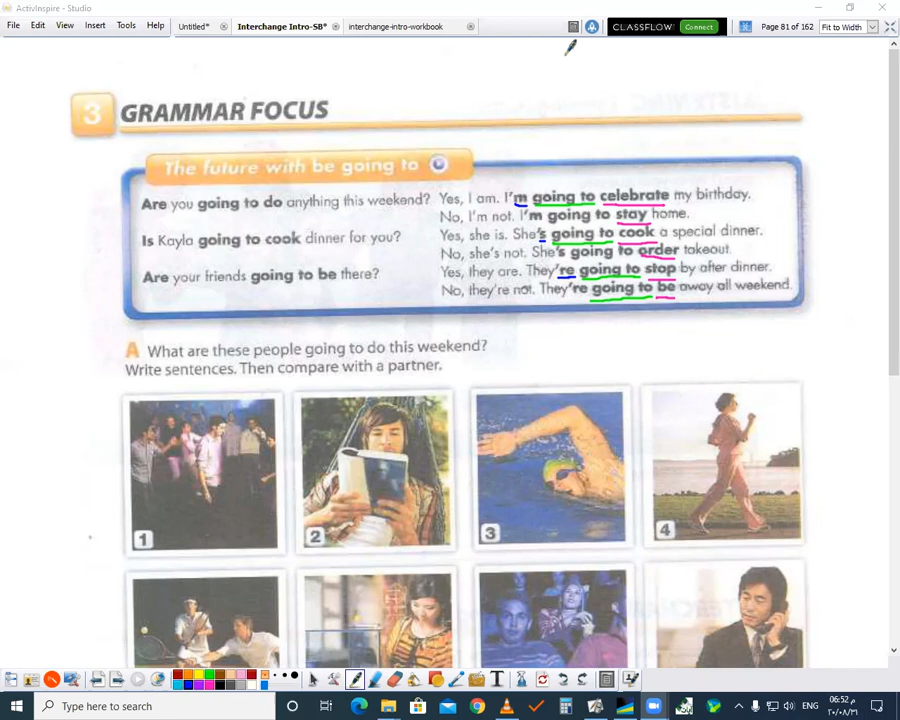 ActivInspire - Studio
File Edit View Insert Tools Help Untitled* Interchange Intro-SB* interchange-intro-workbook CLASSFLOW Connect Page 81 of 162 Fit to Width
3 GRAMMAR FOCUS
The future with be going to
Are you going to do anything this weekend? Yes, I am. I'm going to celebrate my birthday.
No, I'm not. I'm going to stay home.
Is Kayla going to cook dinner for you? Yes, she is. She's going to cook a special dinner.
No, she's not. She's going to order takeout.
Are your friends going to be there? Yes, they are. They're going to stop by after dinner.
No, they're not. They're going to be away all weekend.
A What are these people going to do this weekend?
Write sentences. Then compare with a partner.
1 2 3 4
Type here to search
ENG
06:52 م
٢٠/٠٨/٣١